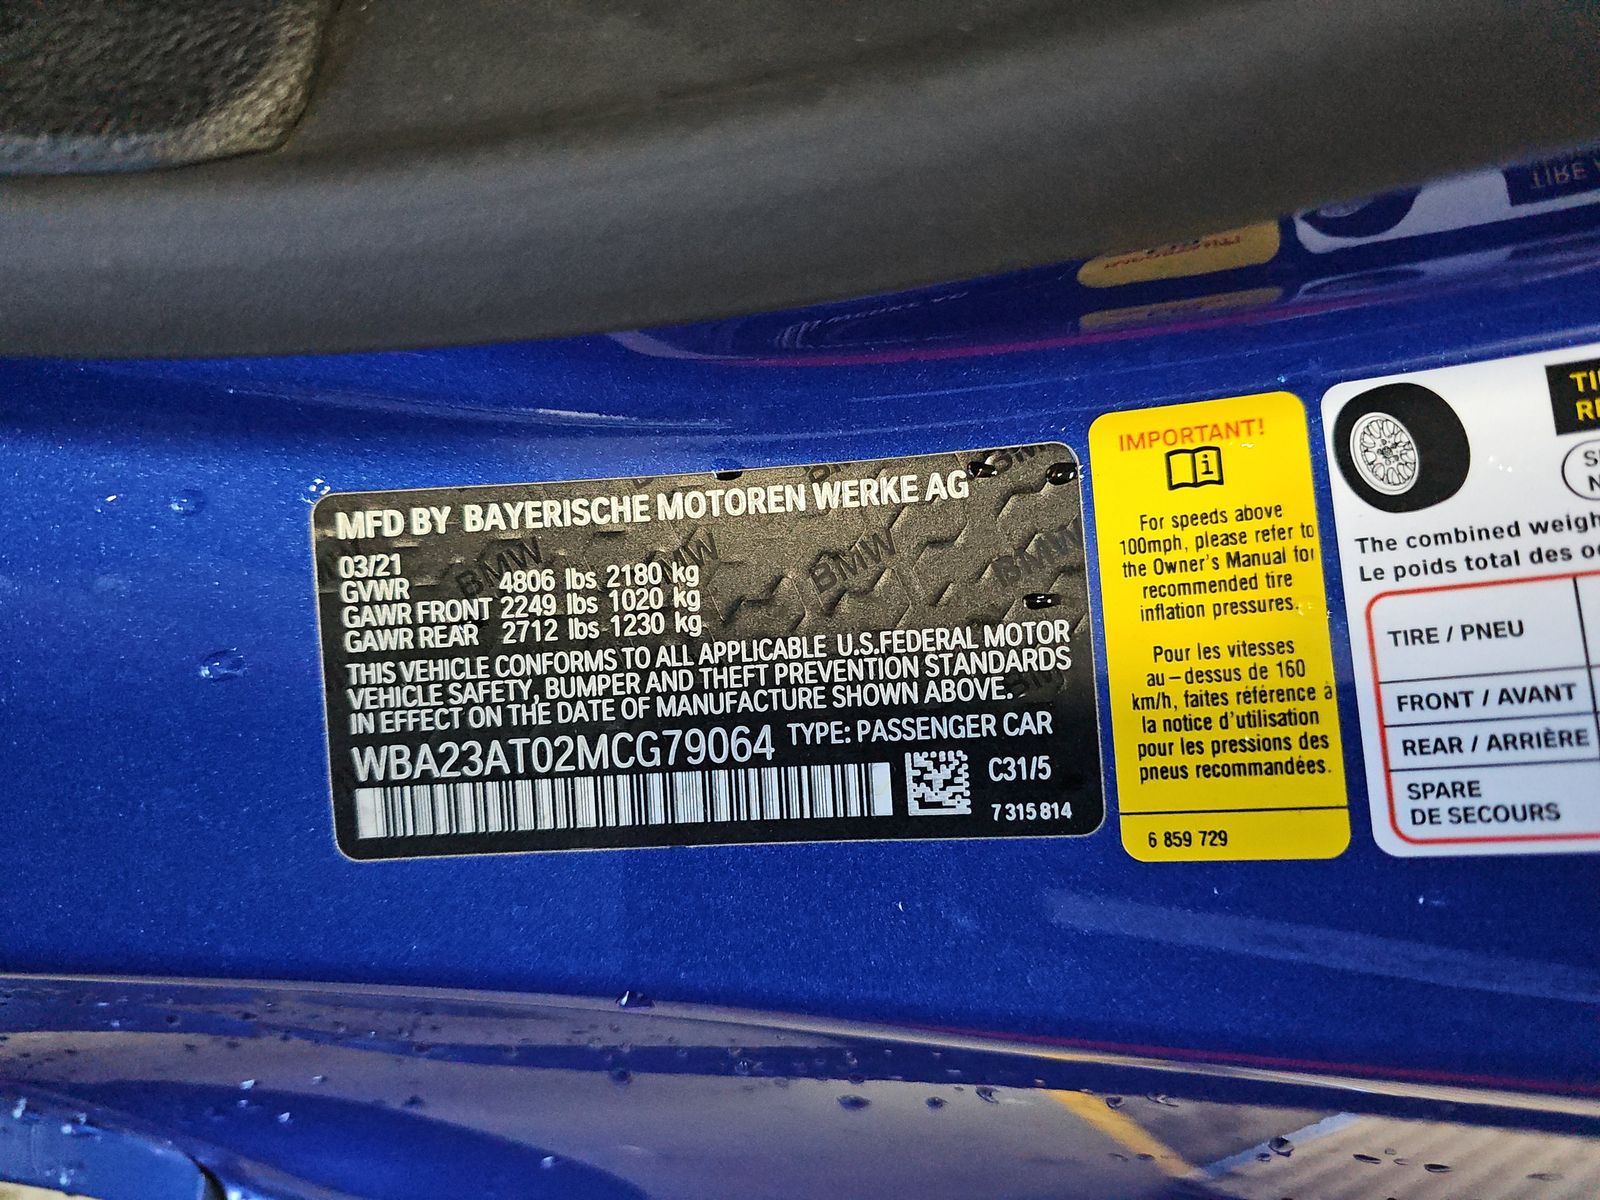 MFD BY BAYERISCHE MOTOREN WERKE AG
03/21
GVWR 4806 lbs 2180 kg
GAWR FRONT 2249 lbs 1020 kg
GAWR REAR 2712 lbs 1230 kg
THIS VEHICLE CONFORMS TO ALL APPLICABLE U.S.FEDERAL MOTOR
VEHICLE SAFETY, BUMPER AND THEFT PREVENTION STANDARDS
IN EFFECT ON THE DATE OF MANUFACTURE SHOWN ABOVE.
WBA23AT02MCG79064 TYPE: PASSENGER CAR
C31/5
7 315 814
BMW BMW BMW BMW
IMPORTANT!
For speeds above
100mph, please refer to
the Owner's Manual for
recommended tire
inflation pressures.
Pour les vitesses
au – dessus de 160
km/h, faites référence à
la notice d'utilisation
pour les pressions des
pneus recommandées.
6 859 729
The combined
Le poids total des
TIRE / PNEU
FRONT / AVANT
REAR / ARRIÈRE
SPARE
DE SECOURS